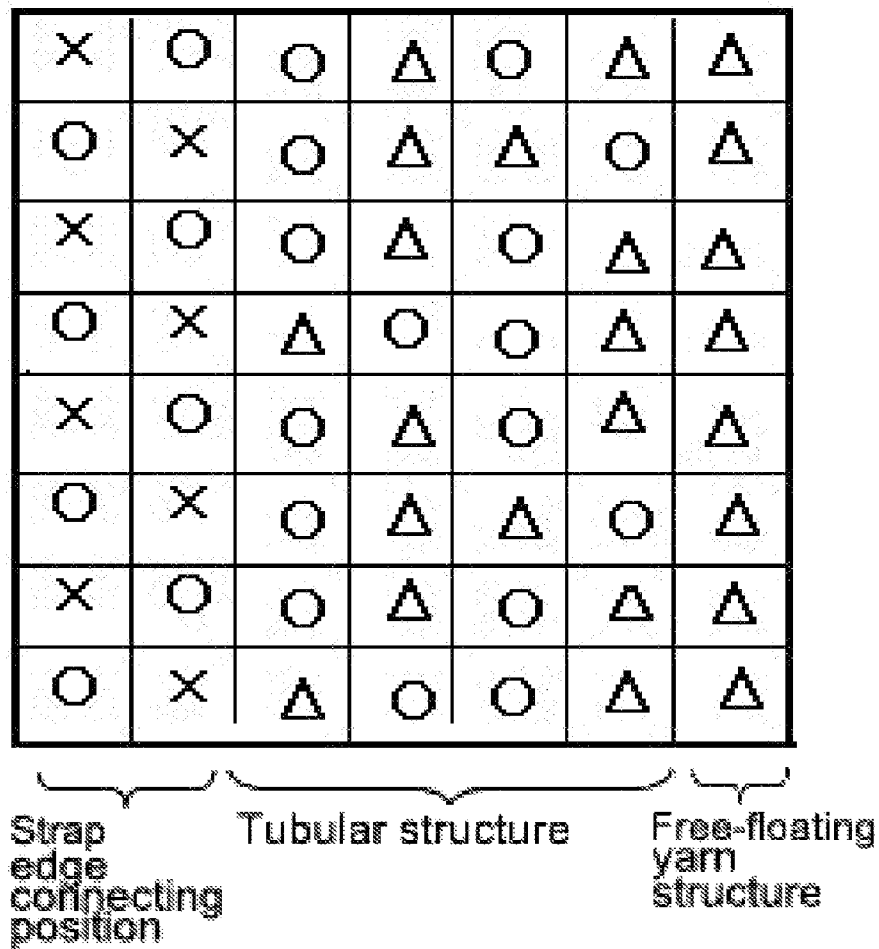 Strap
edge
connecting
position
Tubular structure
Free-floating
yarn
structure